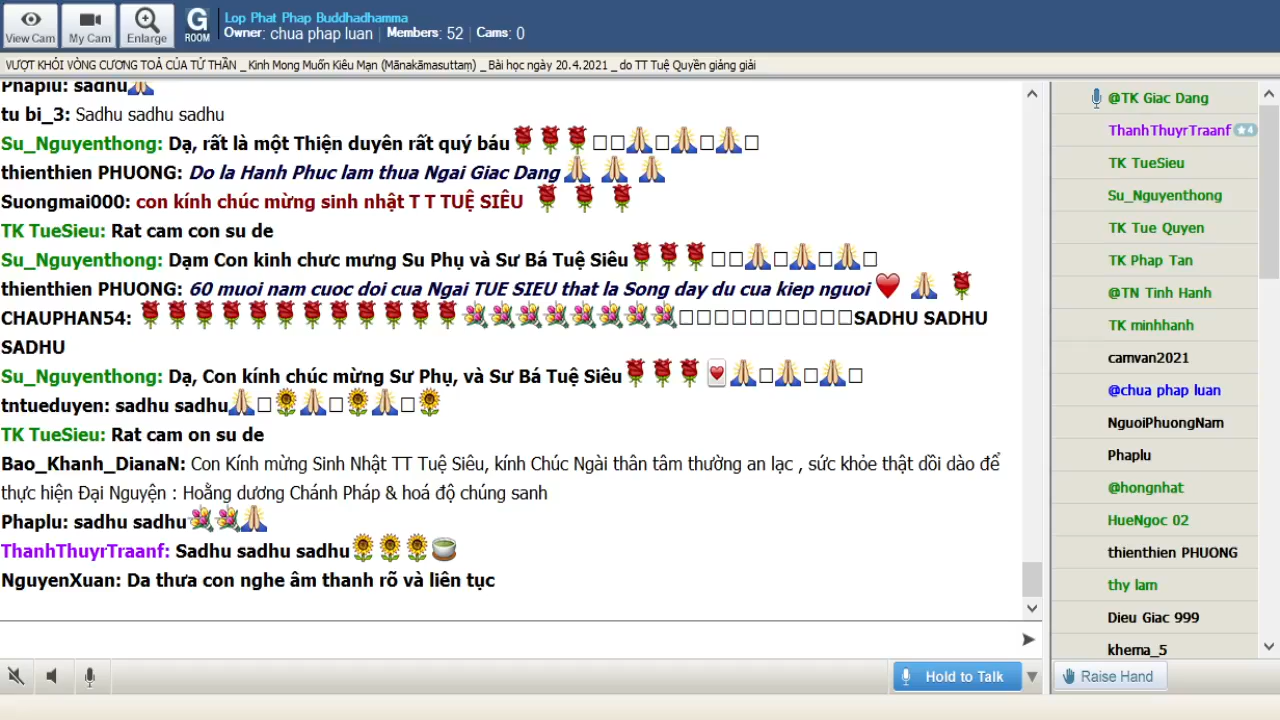 View Cam
My Cam
Enlarge
G
ROOM
Lop Phat Phap Buddhadhamma
Owner: chua phap luan | Members: 52 | Cams: 0
VƯỢT KHỎI VÒNG CƯƠNG TOẢ CỦA TỬ THẦN _ Kinh Mong Muốn Kiêu Mạn (Mānakāmasuttaṃ) _ Bài học ngày 20.4.2021 _ do TT Tuệ Quyền giảng giải
Phaplu: sadhu🙏
tu bi_3: Sadhu sadhu sadhu
Su_Nguyenthong: Dạ, rất là một Thiện duyên rất quý báu🌹🌹🌹□□🙏□🙏□🙏□
thienthien PHUONG: Do la Hanh Phuc lam thua Ngai Giac Dang🙏 🙏 🙏
Suongmai000: con kính chúc mừng sinh nhật T T TUỆ SIÊU 🌹 🌹 🌹
TK TueSieu: Rat cam con su de
Su_Nguyenthong: Dạm Con kinh chưc mưng Su Phụ và Sư Bá Tuệ Siêu🌹🌹🌹□□🙏□🙏□🙏□
thienthien PHUONG: 60 muoi nam cuoc doi cua Ngai TUE SIEU that la Song day du cua kiep nguoi❤️ 🙏 🌹
CHAUPHAN54: 🌹🌹🌹🌹🌹🌹🌹🌹🌹🌹🌹🌹💐💐💐💐💐💐💐💐□□□□□□□□□□□□□SADHU SADHU
SADHU
Su_Nguyenthong: Dạ, Con kính chúc mừng Sư Phụ, và Sư Bá Tuệ Siêu🌹🌹🌹💌🙏□🙏□🙏□
tntueduyen: sadhu sadhu🙏□🌻🙏□🌻🙏□🌻
TK TueSieu: Rat cam on su de
Bao_Khanh_DianaN: Con Kính mừng Sinh Nhật TT Tuệ Siêu, kính Chúc Ngài thân tâm thường an lạc , sức khỏe thật dồi dào để
thực hiện Đại Nguyện : Hoằng dương Chánh Pháp & hoá độ chúng sanh
Phaplu: sadhu sadhu💐💐🙏
ThanhThuyrTraanf: Sadhu sadhu sadhu🌻🌻🌻🍵
NguyenXuan: Da thưa con nghe âm thanh rõ và liên tục
Hold to Talk
@TK Giac Dang
ThanhThuyrTraanf ★4
TK TueSieu
Su_Nguyenthong
TK Tue Quyen
TK Phap Tan
@TN Tinh Hanh
TK minhhanh
camvan2021
@chua phap luan
NguoiPhuongNam
Phaplu
@hongnhat
HueNgoc 02
thienthien PHUONG
thy lam
Dieu Giac 999
khema_5
Raise Hand